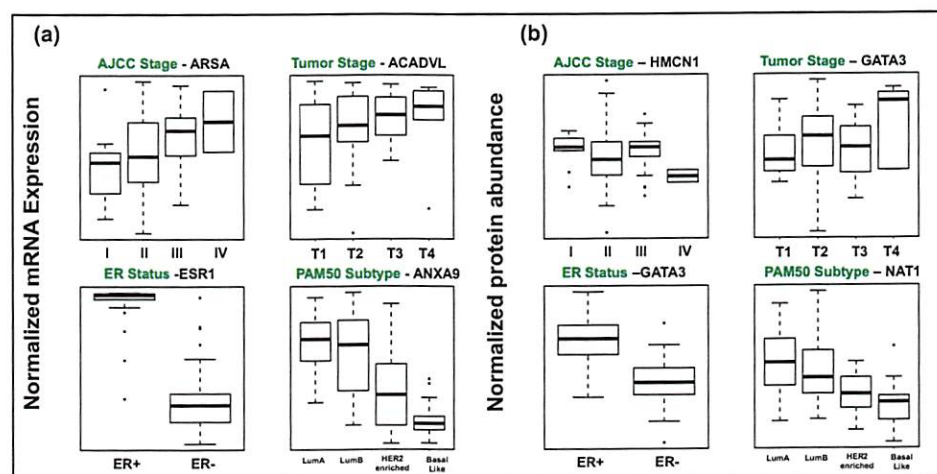 (a)
Normalized mRNA Expression
AJCC Stage - ARSA
I II III IV
Tumor Stage - ACADVL
T1 T2 T3 T4
ER Status -ESR1
ER+ ER-
PAM50 Subtype - ANXA9
LumA LumB HER2 enriched Basal Like
(b)
Normalized protein abundance
AJCC Stage – HMCN1
I II III IV
Tumor Stage – GATA3
T1 T2 T3 T4
ER Status –GATA3
ER+ ER-
PAM50 Subtype – NAT1
LumA LumB HER2 enriched Basal Like